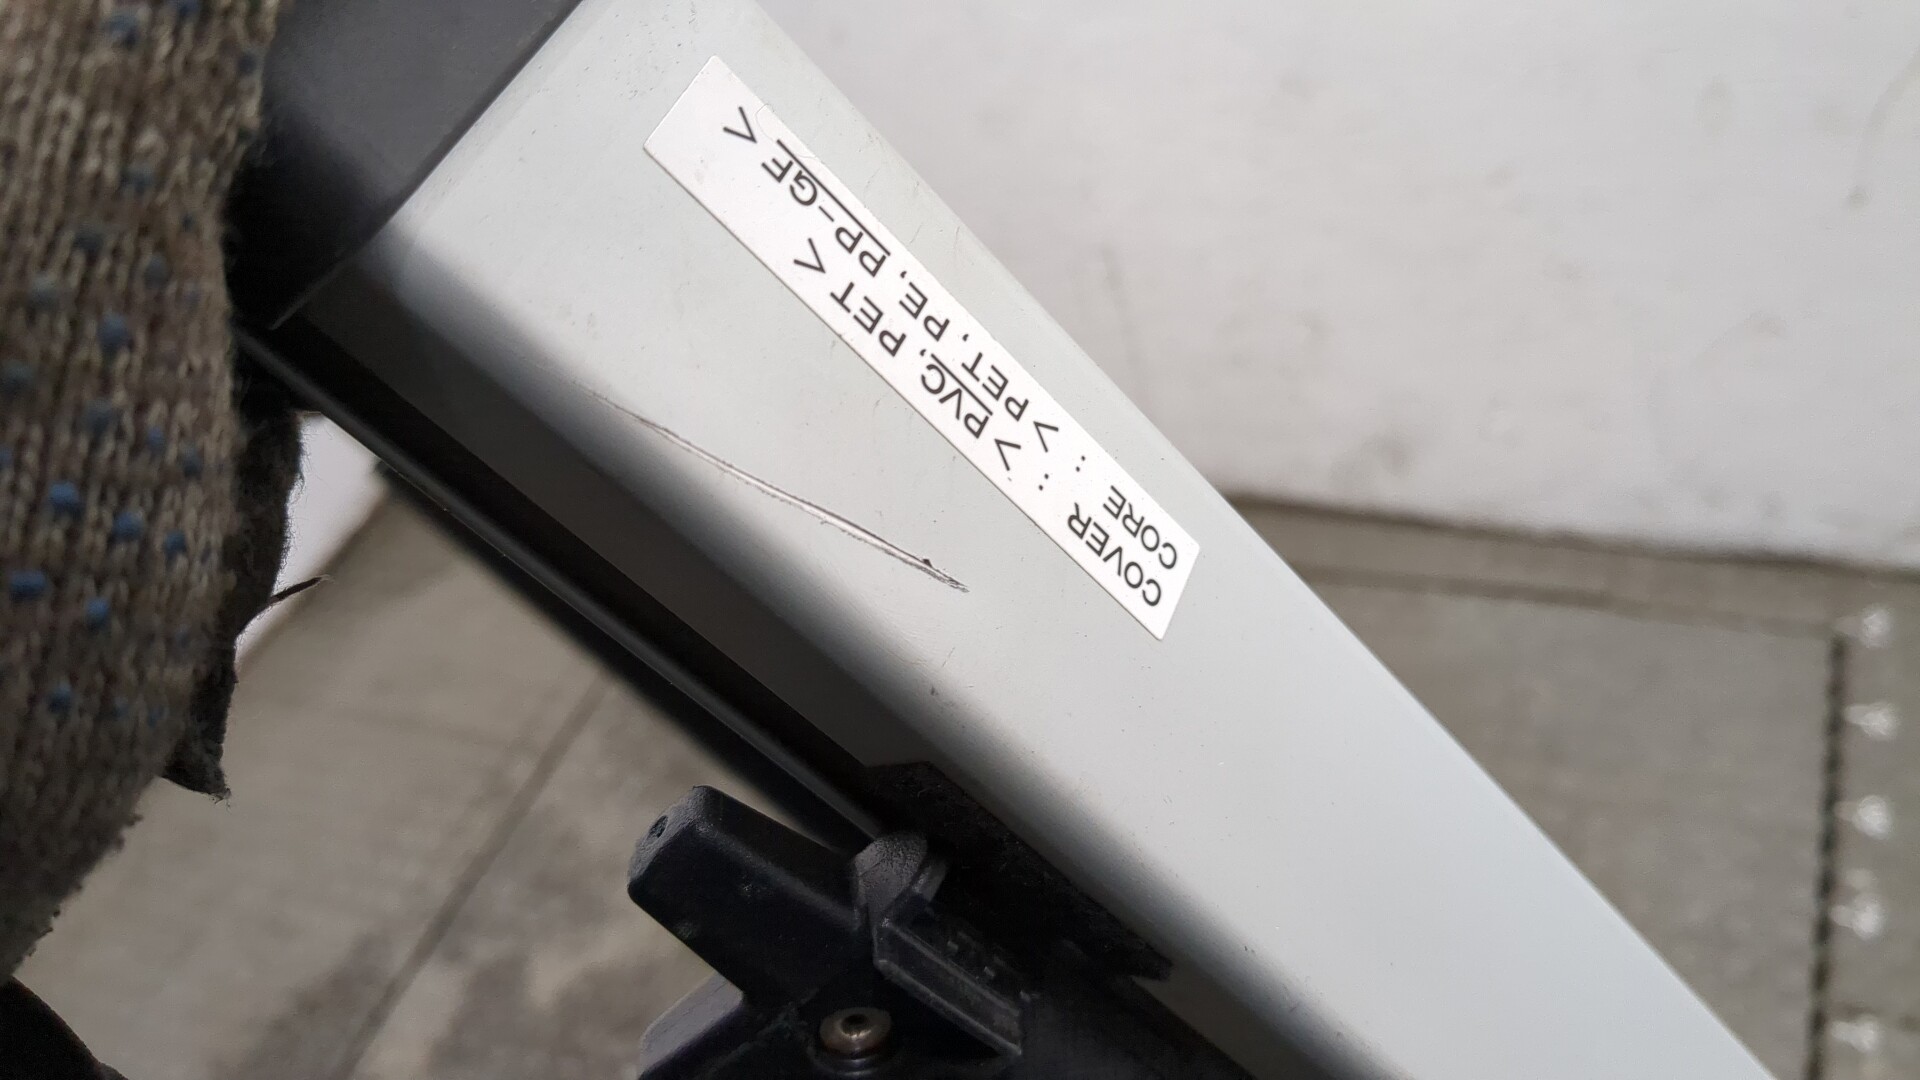 COVER : >PVC, PET<
CORE : >PET, PE, PP-GF<